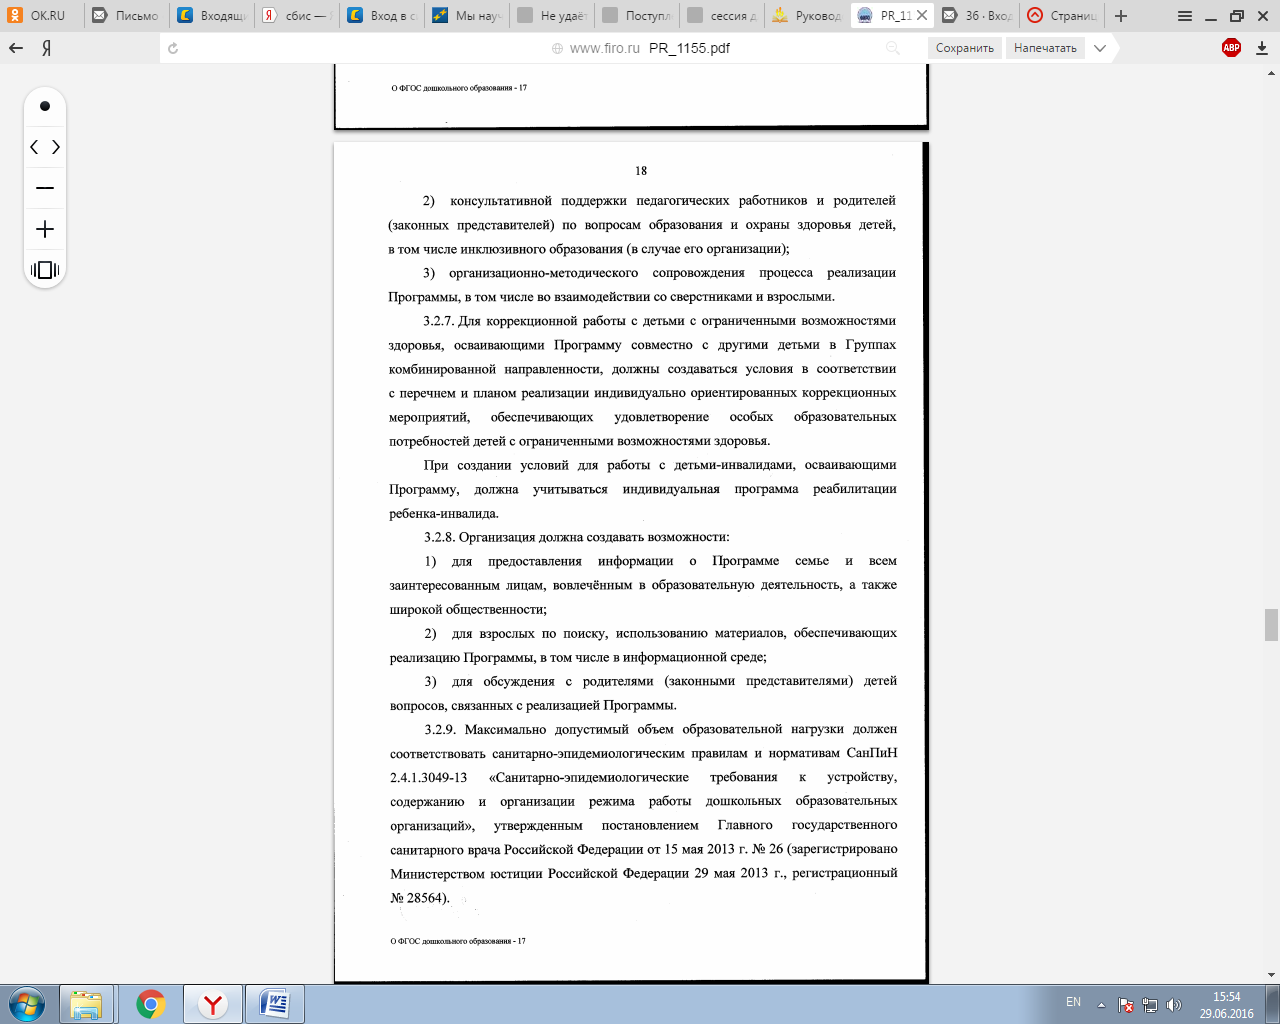 OK.RU
Письмо
Входящи
сбис — Я
Вход в си
Мы науч
Не удаёт
Поступл
сессия д
Руковод
PR_11
36 · Вход
Страниц
www.firo.ru PR_1155.pdf
Сохранить
Напечатать
ABP
О ФГОС дошкольного образования - 17
18
2) консультативной поддержки педагогических работников и родителей
(законных представителей) по вопросам образования и охраны здоровья детей,
в том числе инклюзивного образования (в случае его организации);
3) организационно-методического сопровождения процесса реализации
Программы, в том числе во взаимодействии со сверстниками и взрослыми.
3.2.7. Для коррекционной работы с детьми с ограниченными возможностями
здоровья, осваивающими Программу совместно с другими детьми в Группах
комбинированной направленности, должны создаваться условия в соответствии
с перечнем и планом реализации индивидуально ориентированных коррекционных
мероприятий, обеспечивающих удовлетворение особых образовательных
потребностей детей с ограниченными возможностями здоровья.
При создании условий для работы с детьми-инвалидами, осваивающими
Программу, должна учитываться индивидуальная программа реабилитации
ребенка-инвалида.
3.2.8. Организация должна создавать возможности:
1) для предоставления информации о Программе семье и всем
заинтересованным лицам, вовлечённым в образовательную деятельность, а также
широкой общественности;
2) для взрослых по поиску, использованию материалов, обеспечивающих
реализацию Программы, в том числе в информационной среде;
3) для обсуждения с родителями (законными представителями) детей
вопросов, связанных с реализацией Программы.
3.2.9. Максимально допустимый объем образовательной нагрузки должен
соответствовать санитарно-эпидемиологическим правилам и нормативам СанПиН
2.4.1.3049-13 «Санитарно-эпидемиологические требования к устройству,
содержанию и организации режима работы дошкольных образовательных
организаций», утвержденным постановлением Главного государственного
санитарного врача Российской Федерации от 15 мая 2013 г. № 26 (зарегистрировано
Министерством юстиции Российской Федерации 29 мая 2013 г., регистрационный
№ 28564).
О ФГОС дошкольного образования - 17
EN
15:54
29.06.2016